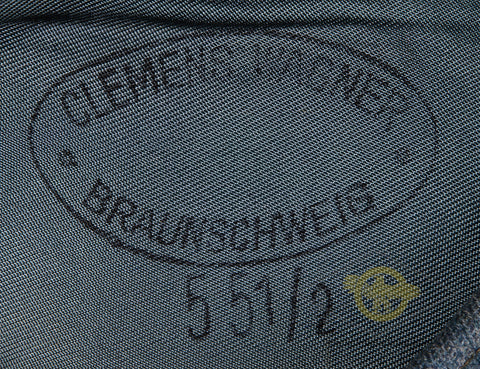 CLEMENS WAGNER
BRAUNSCHWEIG
5 51/2